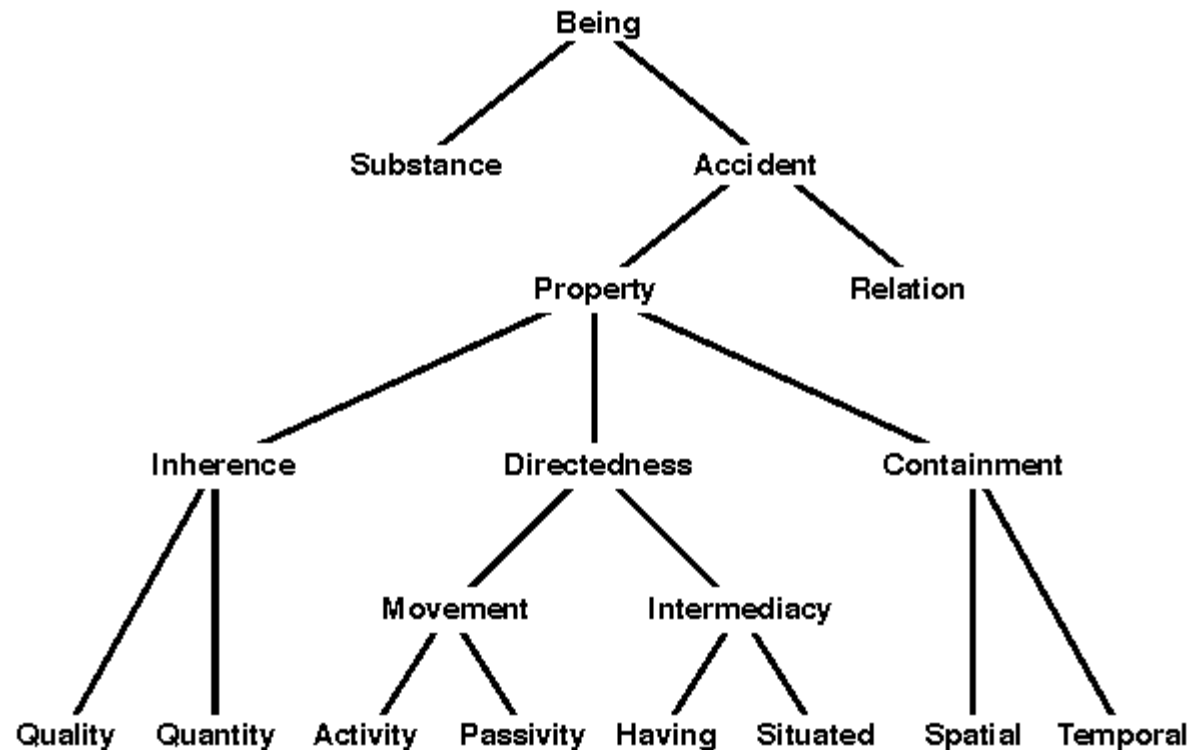 Being
Substance Accident
Property Relation
Inherence Directedness Containment
Movement Intermediacy
Quality Quantity Activity Passivity Having Situated Spatial Temporal